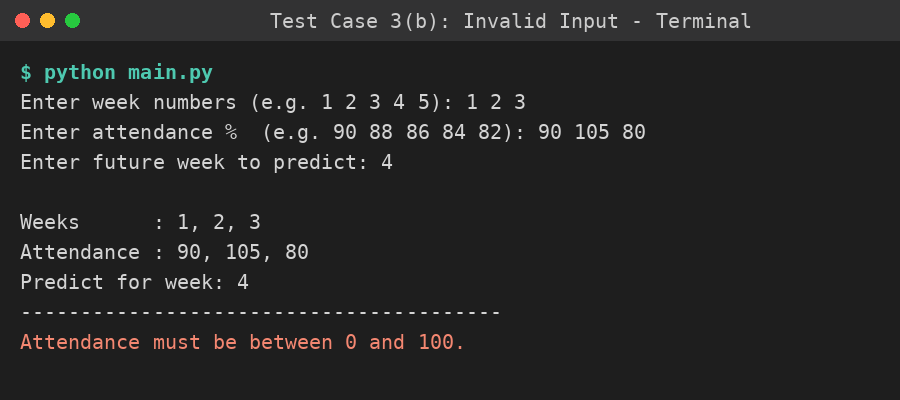 Test Case 3(b): Invalid Input - Terminal
$ python main.py
Enter week numbers (e.g. 1 2 3 4 5): 1 2 3
Enter attendance %  (e.g. 90 88 86 84 82): 90 105 80
Enter future week to predict: 4
Weeks      : 1, 2, 3
Attendance : 90, 105, 80
Predict for week: 4
----------------------------------------
Attendance must be between 0 and 100.